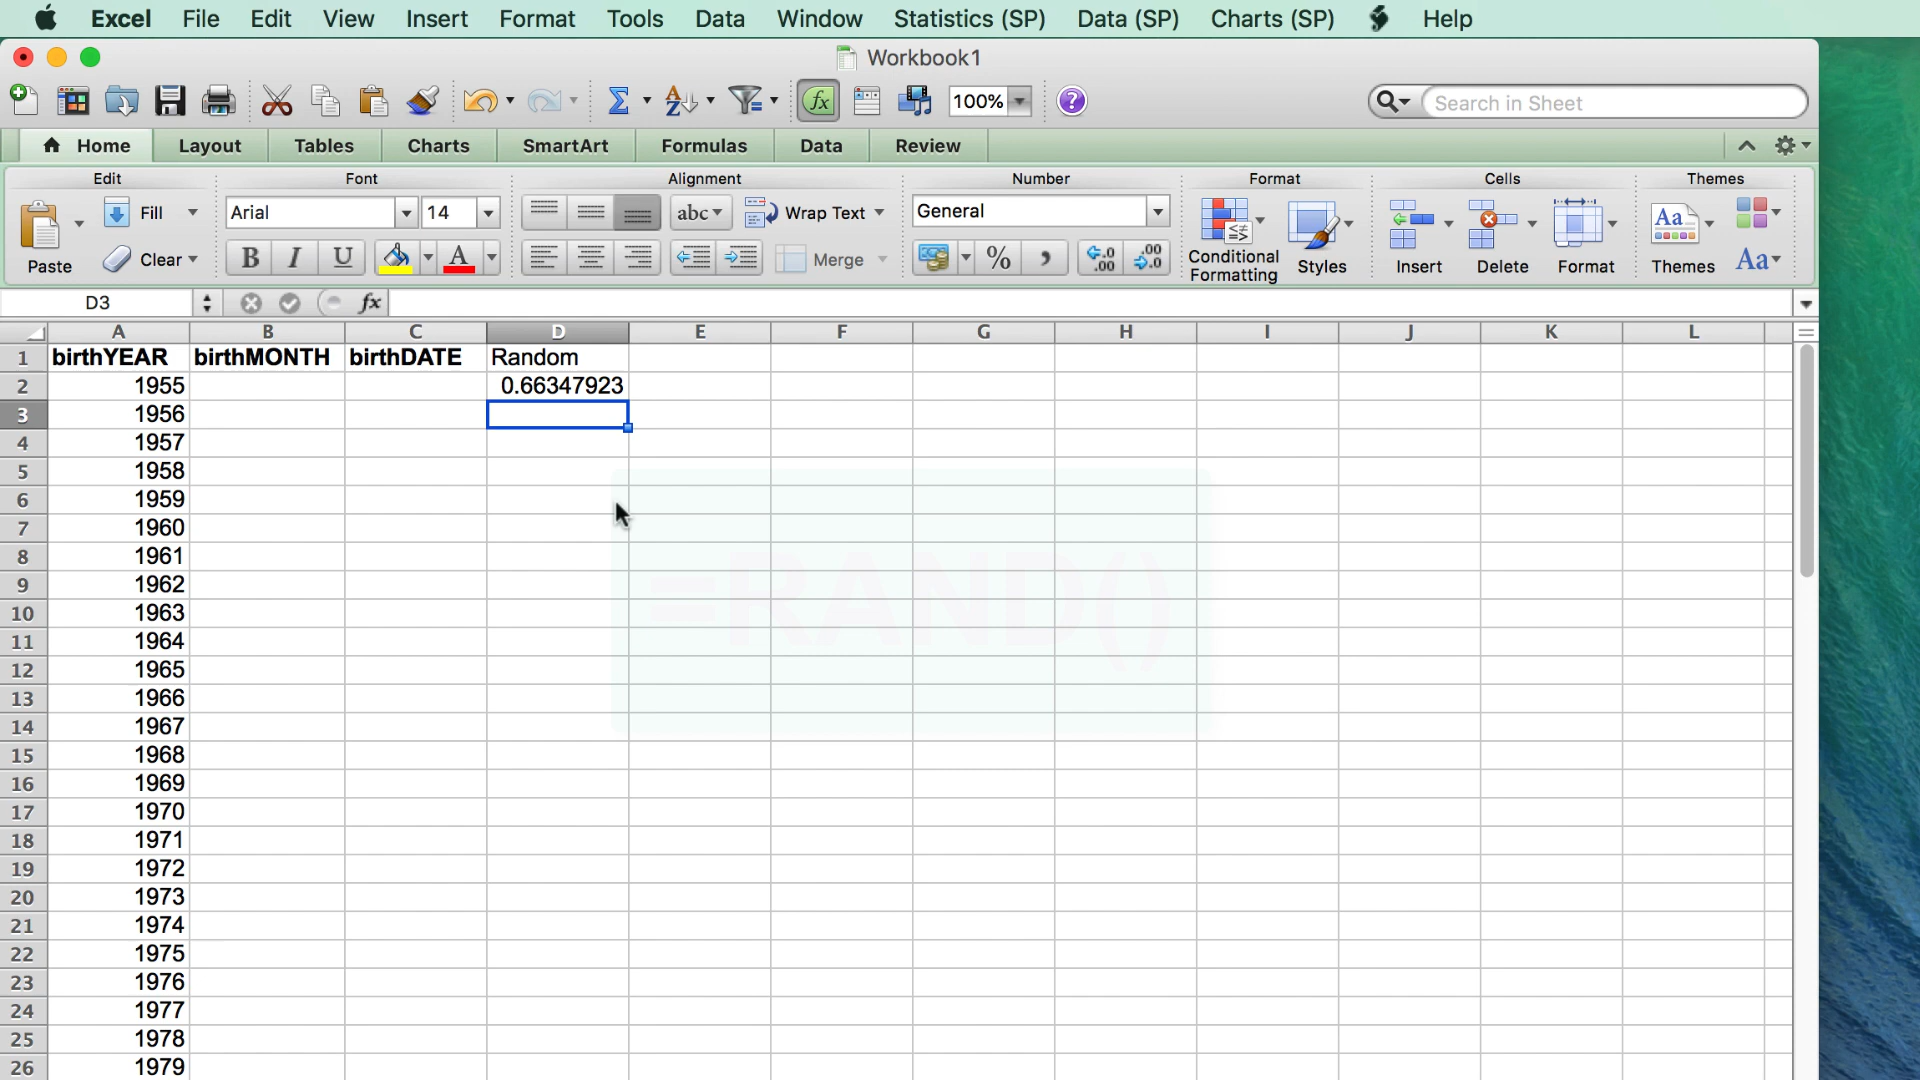 Excel File Edit View Insert Format Tools Data Window Statistics (SP) Data (SP) Charts (SP) Help
Workbook1
100% Search in Sheet
Home Layout Tables Charts SmartArt Formulas Data Review
Edit Font Alignment Number Format Cells Themes
Fill Arial 14 abc Wrap Text General
Paste Clear B I U A Merge % , .0 .00 .00 .0 Conditional Formatting Styles Insert Delete Format Themes Aa Aa
D3 fx
A B C D E F G H I J K L
1 birthYEAR birthMONTH birthDATE Random
2 1955 0.66347923
3 1956
4 1957
5 1958
6 1959
7 1960
8 1961
9 1962
10 1963
11 1964
12 1965
13 1966
14 1967
15 1968
16 1969
17 1970
18 1971
19 1972
20 1973
21 1974
22 1975
23 1976
24 1977
25 1978
26 1979
=RAND()